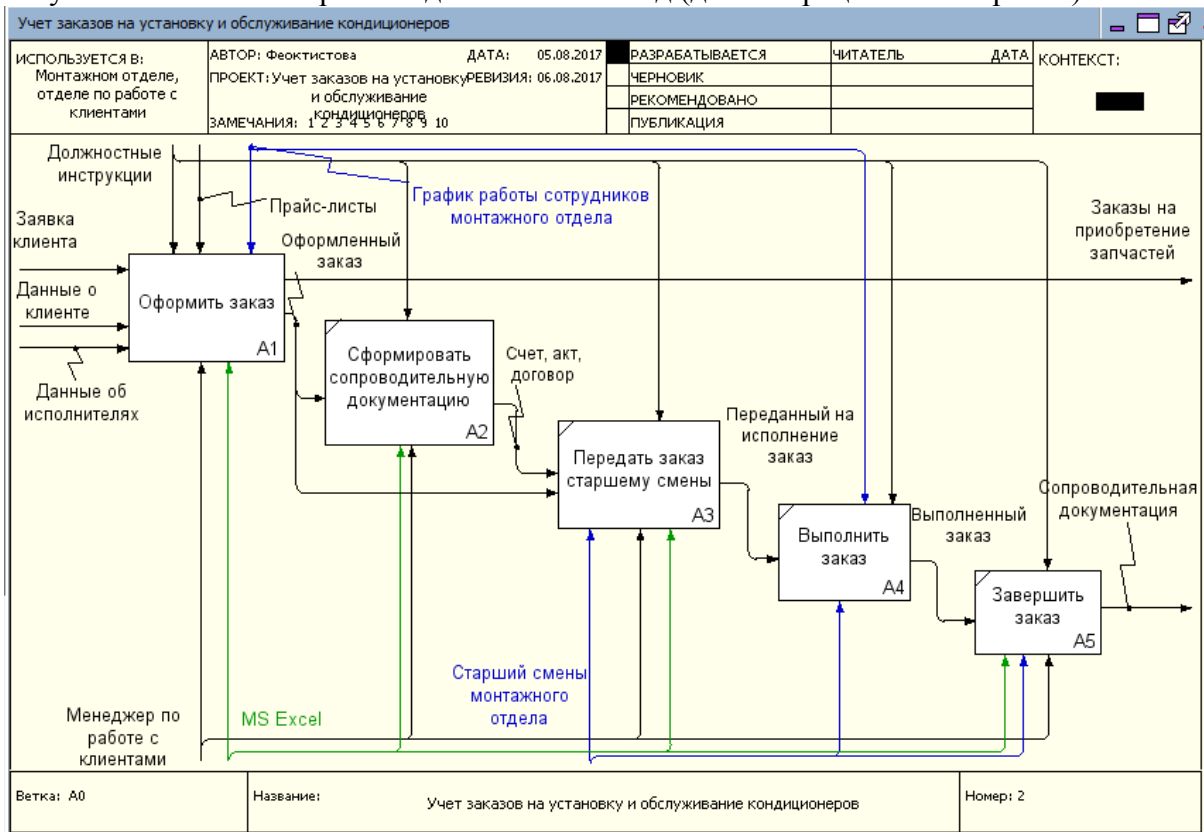 Учет заказов на установку и обслуживание кондиционеров
ИСПОЛЬЗУЕТСЯ В:
Монтажном отделе,
отделе по работе с
клиентами
АВТОР: Феоктистова
ДАТА: 05.08.2017
ПРОЕКТ: Учет заказов на установку
и обслуживание
кондиционеров
РЕВИЗИЯ: 06.08.2017
ЗАМЕЧАНИЯ: 1 2 3 4 5 6 7 8 9 10
РАЗРАБАТЫВАЕТСЯ
ЧЕРНОВИК
РЕКОМЕНДОВАНО
ПУБЛИКАЦИЯ
ЧИТАТЕЛЬ
ДАТА
КОНТЕКСТ:
Должностные
инструкции
Прайс-листы
График работы сотрудников
монтажного отдела
Заявка
клиента
Оформленный
заказ
Заказы на
приобретение
запчастей
Данные о
клиенте
Оформить заказ
A1
Данные об
исполнителях
Сформировать
сопроводительную
документацию
A2
Счет, акт,
договор
Передать заказ
старшему смены
A3
Переданный на
исполнение
заказ
Выполнить
заказ
A4
Выполненный
заказ
Сопроводительная
документация
Завершить
заказ
A5
Старший смены
монтажного
отдела
Менеджер по
работе с
клиентами
MS Excel
Ветка: A0
Название:
Учет заказов на установку и обслуживание кондиционеров
Номер: 2